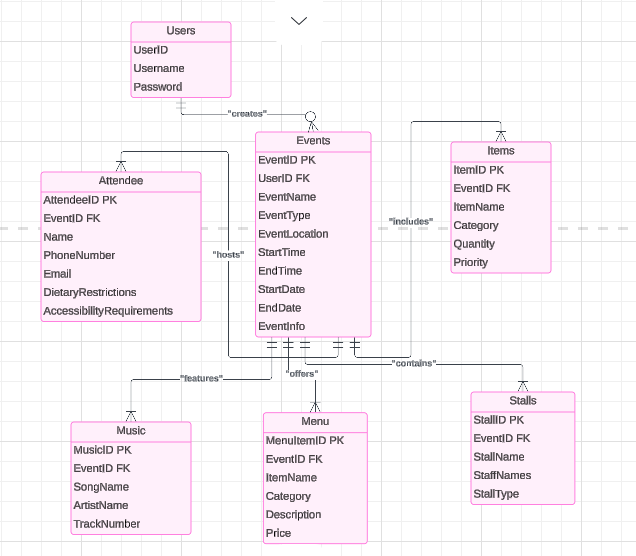 Users
UserID
Username
Password
"creates"
Events
EventID PK
UserID FK
EventName
EventType
EventLocation
StartTime
EndTime
StartDate
EndDate
EventInfo
Items
ItemID PK
EventID FK
ItemName
Category
Quantity
Priority
"includes"
Attendee
AttendeeID PK
EventID FK
Name
PhoneNumber
Email
DietaryRestrictions
AccessibilityRequirements
"hosts"
"features"
"offers"
"contains"
Music
MusicID PK
EventID FK
SongName
ArtistName
TrackNumber
Menu
MenuItemID PK
EventID FK
ItemName
Category
Description
Price
Stalls
StallID PK
EventID FK
StallName
StaffNames
StallType